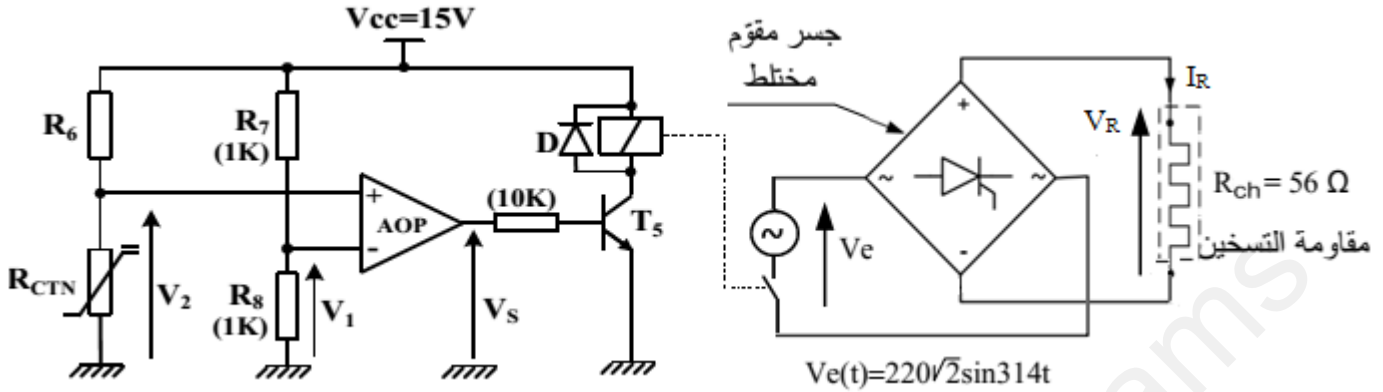 Vcc=15V
R6
R7
(1K)
D
+
AOP
-
(10K)
T5
RCTN
V2
R8
(1K)
V1
VS
جسر مقوّم
مختلط
+
~
~
-
~
Ve
IR
VR
Rch= 56 Ω
مقاومة التسخين
Ve(t)=220√2sin314t
ams